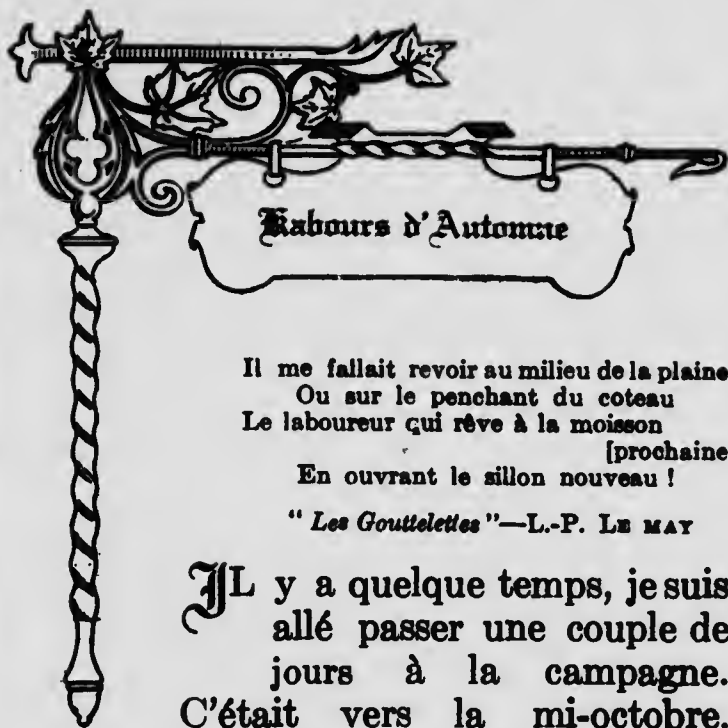 Labours d'Automne
Il me fallait revoir au milieu de la plaine
Ou sur le penchant du coteau
Le laboureur qui rêve à la moisson
[prochaine
En ouvrant le sillon nouveau !
" Les Gouttelettes "—L.-P. LE MAY
IL y a quelque temps, je suis
allé passer une couple de
jours à la campagne.
C'était vers la mi-octobre.